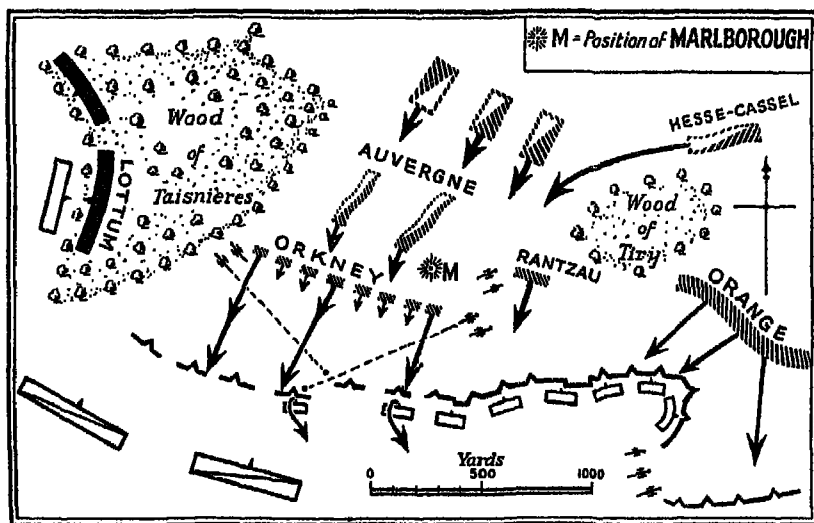 M = Position of MARLBOROUGH
HESSE-CASSEL
Wood
of
Taisnieres
LOTTUM
AUVERGNE
Wood
of
Tiry
ORKNEY
M
RANTZAU
ORANGE
Yards
0 500 1000